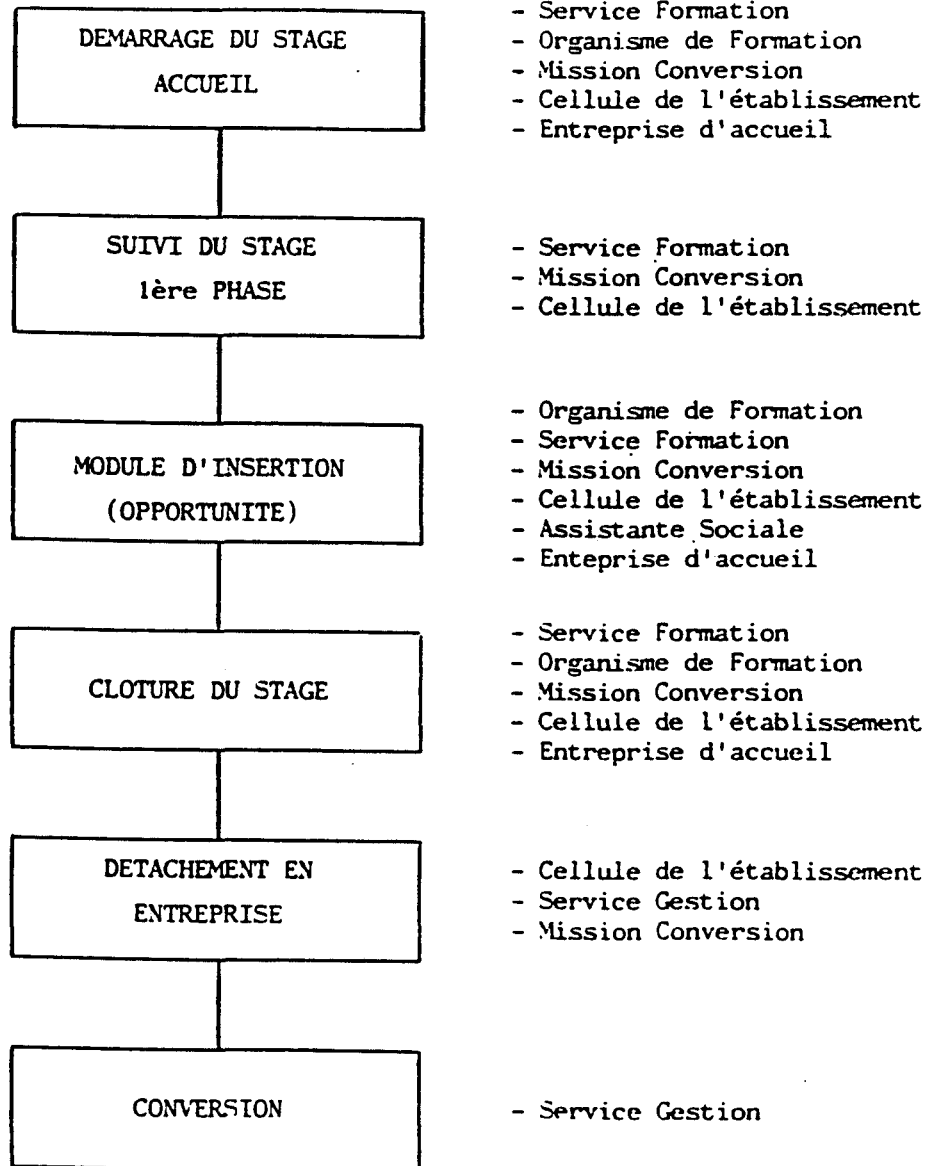 DEMARRAGE DU STAGE
ACCUEIL
- Service Formation
- Organisme de Formation
- Mission Conversion
- Cellule de l'établissement
- Entreprise d'accueil
SUIVI DU STAGE
1ère PHASE
- Service Formation
- Mission Conversion
- Cellule de l'établissement
MODULE D'INSERTION
(OPPORTUNITE)
- Organisme de Formation
- Service Formation
- Mission Conversion
- Cellule de l'établissement
- Assistante Sociale
- Enteprise d'accueil
CLOTURE DU STAGE
- Service Formation
- Organisme de Formation
- Mission Conversion
- Cellule de l'établissement
- Entreprise d'accueil
DETACHEMENT EN
ENTREPRISE
- Cellule de l'établissement
- Service Gestion
- Mission Conversion
CONVERSION
- Service Gestion